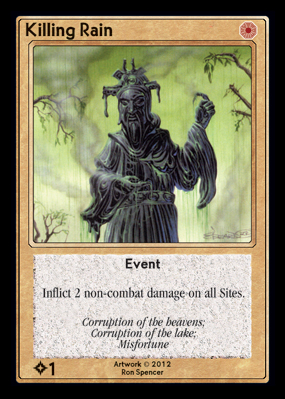 Killing Rain
Event
Inflict 2 non-combat damage on all Sites.
Corruption of the heavens;
Corruption of the lake;
Misfortune
1
Artwork © 2012
Ron Spencer